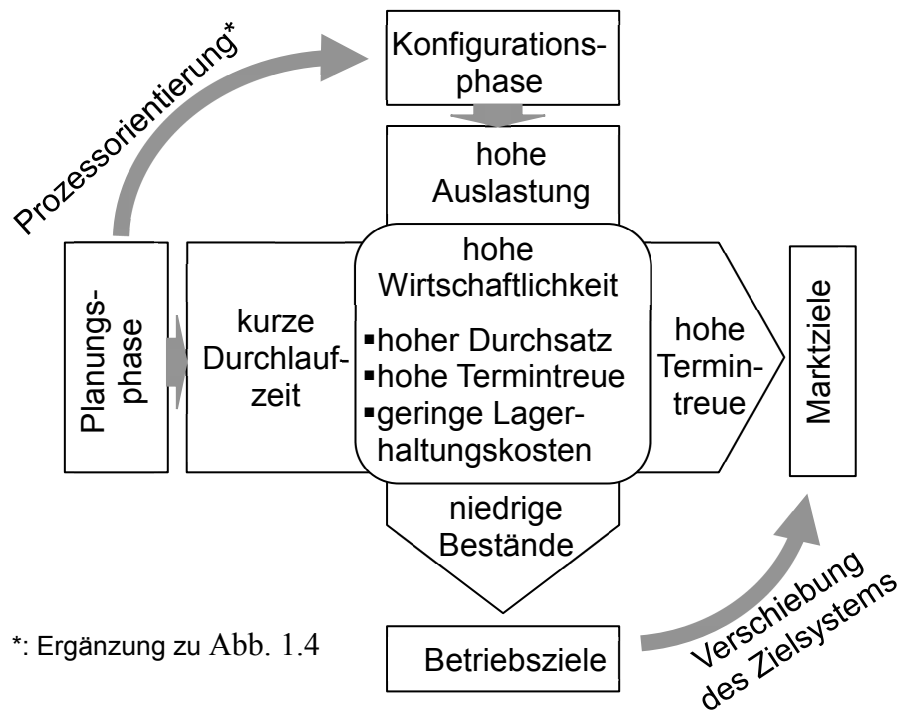 Prozessorientierung*
Konfigurations-
phase
hohe
Auslastung
Planungs-
phase
kurze
Durchlauf-
zeit
hohe
Wirtschaftlichkeit
▪hoher Durchsatz
▪hohe Termintreue
▪geringe Lager-
haltungskosten
hohe
Termin-
treue
Marktziele
niedrige
Bestände
Betriebsziele
Verschiebung
des Zielsystems
*: Ergänzung zu Abb. 1.4